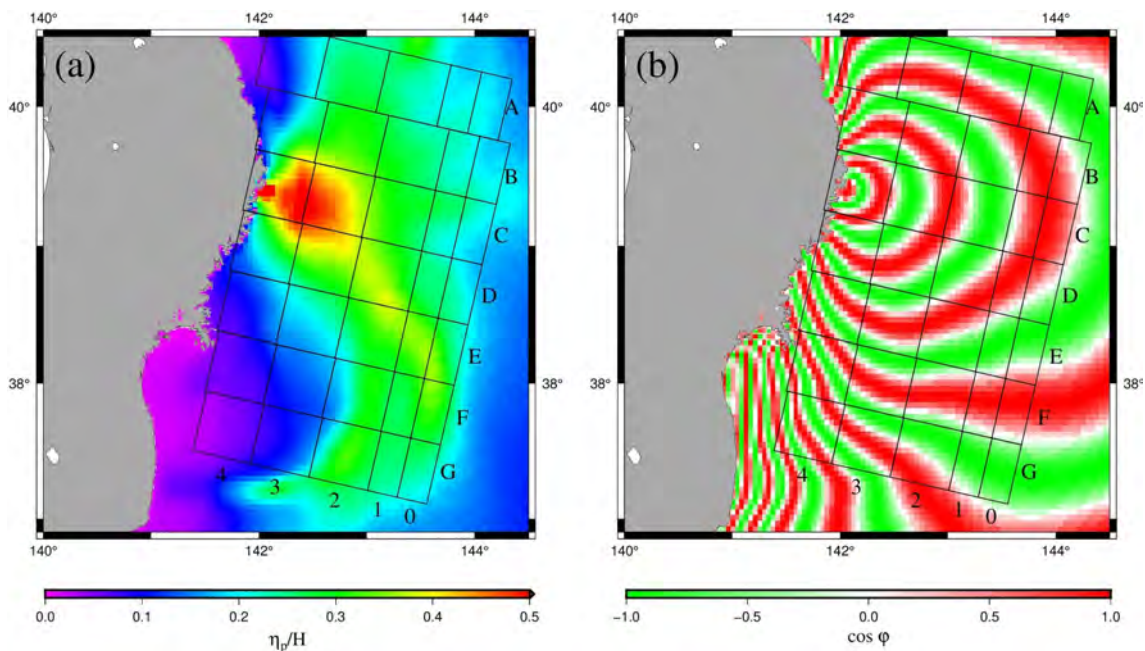 140° 142° 144° 140° 142° 144°
(a) (b)
40° 40° 40° 40°
A A
B B
C C
D D
E E
38° 38° 38° 38°
F F
G G
4 3 2 1 0 4 3 2 1 0
140° 142° 144° 140° 142° 144°
0.0 0.1 0.2 0.3 0.4 0.5 −1.0 −0.5 0.0 0.5 1.0
ηp/H cos φ